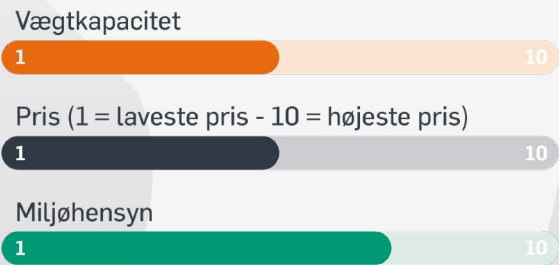 Vægtkapacitet
1 10
Pris (1 = laveste pris - 10 = højeste pris)
1 10
Miljøhensyn
1 10